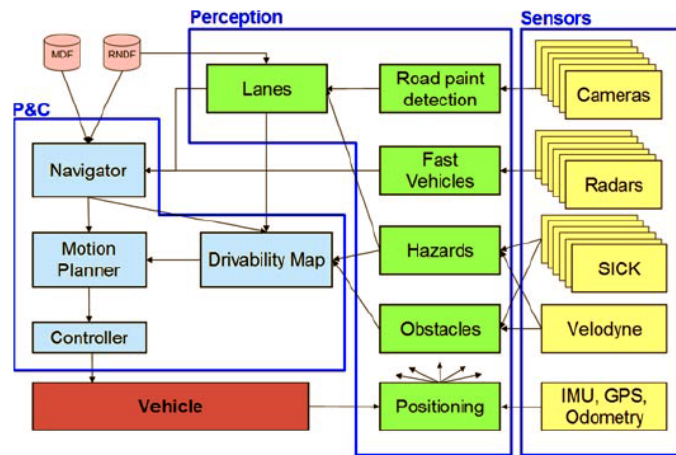 Perception
Sensors
MDF
RNDF
Lanes
Road paint
detection
Cameras
P&C
Navigator
Fast
Vehicles
Radars
Motion
Planner
Drivability Map
Hazards
SICK
Controller
Obstacles
Velodyne
Vehicle
Positioning
IMU, GPS,
Odometry